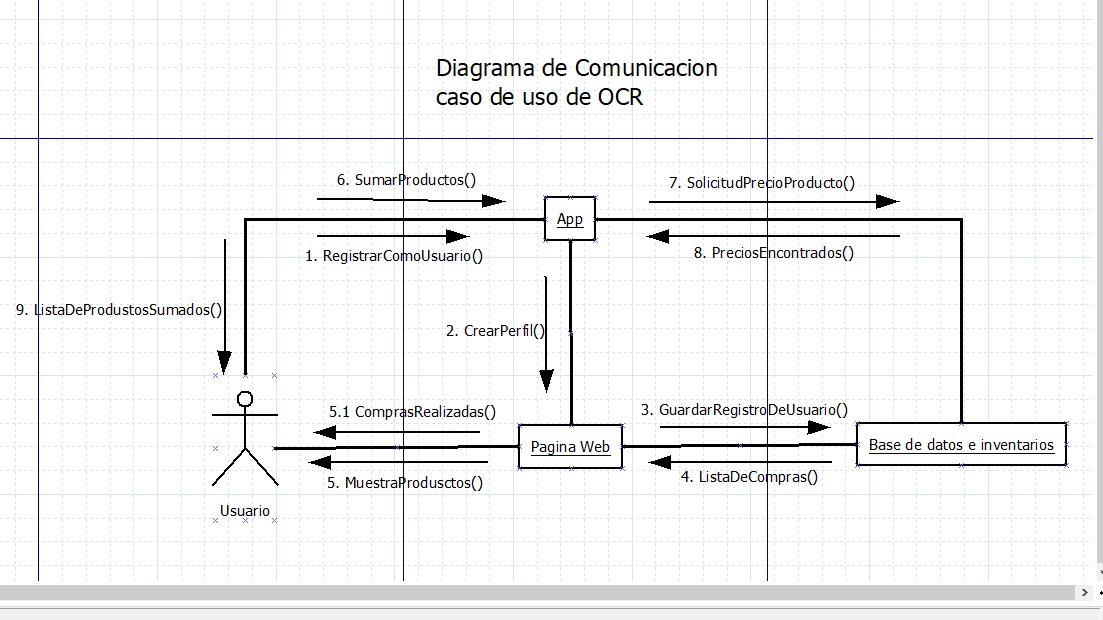 Diagrama de Comunicacion
caso de uso de OCR
6. SumarProductos()
7. SolicitudPrecioProducto()
App
1. RegistrarComoUsuario()
8. PreciosEncontrados()
9. ListaDeProdustosSumados()
2. CrearPerfil()
5.1 ComprasRealizadas()
3. GuardarRegistroDeUsuario()
Pagina Web
Base de datos e inventarios
5. MuestraProdusctos()
4. ListaDeCompras()
Usuario